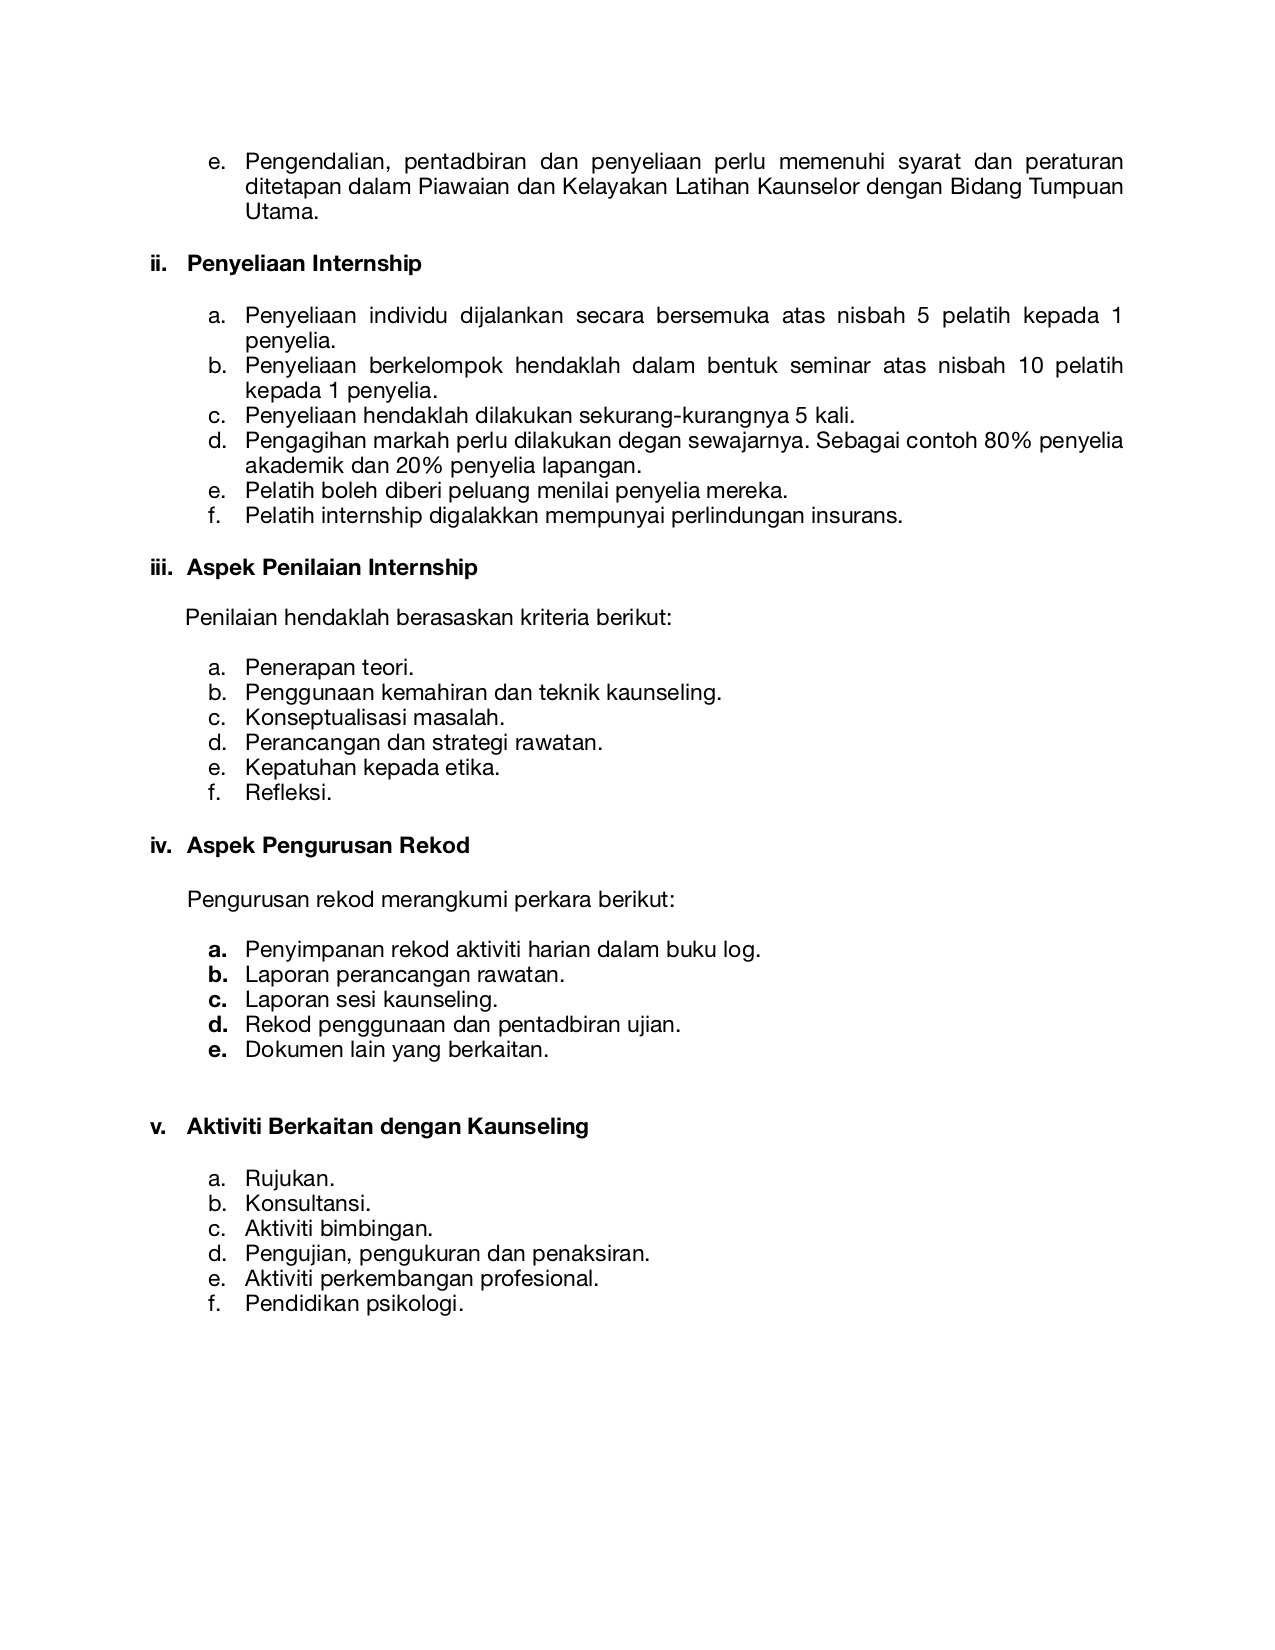 e. Pengendalian, pentadbiran dan penyeliaan perlu memenuhi syarat dan peraturan
ditetapan dalam Piawaian dan Kelayakan Latihan Kaunselor dengan Bidang Tumpuan
Utama.
ii. Penyeliaan Internship
a. Penyeliaan individu dijalankan secara bersemuka atas nisbah 5 pelatih kepada 1
penyelia.
b. Penyeliaan berkelompok hendaklah dalam bentuk seminar atas nisbah 10 pelatih
kepada 1 penyelia.
c. Penyeliaan hendaklah dilakukan sekurang-kurangnya 5 kali.
d. Pengagihan markah perlu dilakukan degan sewajarnya. Sebagai contoh 80% penyelia
akademik dan 20% penyelia lapangan.
e. Pelatih boleh diberi peluang menilai penyelia mereka.
f. Pelatih internship digalakkan mempunyai perlindungan insurans.
iii. Aspek Penilaian Internship
Penilaian hendaklah berasaskan kriteria berikut:
a. Penerapan teori.
b. Penggunaan kemahiran dan teknik kaunseling.
c. Konseptualisasi masalah.
d. Perancangan dan strategi rawatan.
e. Kepatuhan kepada etika.
f. Refleksi.
iv. Aspek Pengurusan Rekod
Pengurusan rekod merangkumi perkara berikut:
a. Penyimpanan rekod aktiviti harian dalam buku log.
b. Laporan perancangan rawatan.
c. Laporan sesi kaunseling.
d. Rekod penggunaan dan pentadbiran ujian.
e. Dokumen lain yang berkaitan.
v. Aktiviti Berkaitan dengan Kaunseling
a. Rujukan.
b. Konsultansi.
c. Aktiviti bimbingan.
d. Pengujian, pengukuran dan penaksiran.
e. Aktiviti perkembangan profesional.
f. Pendidikan psikologi.